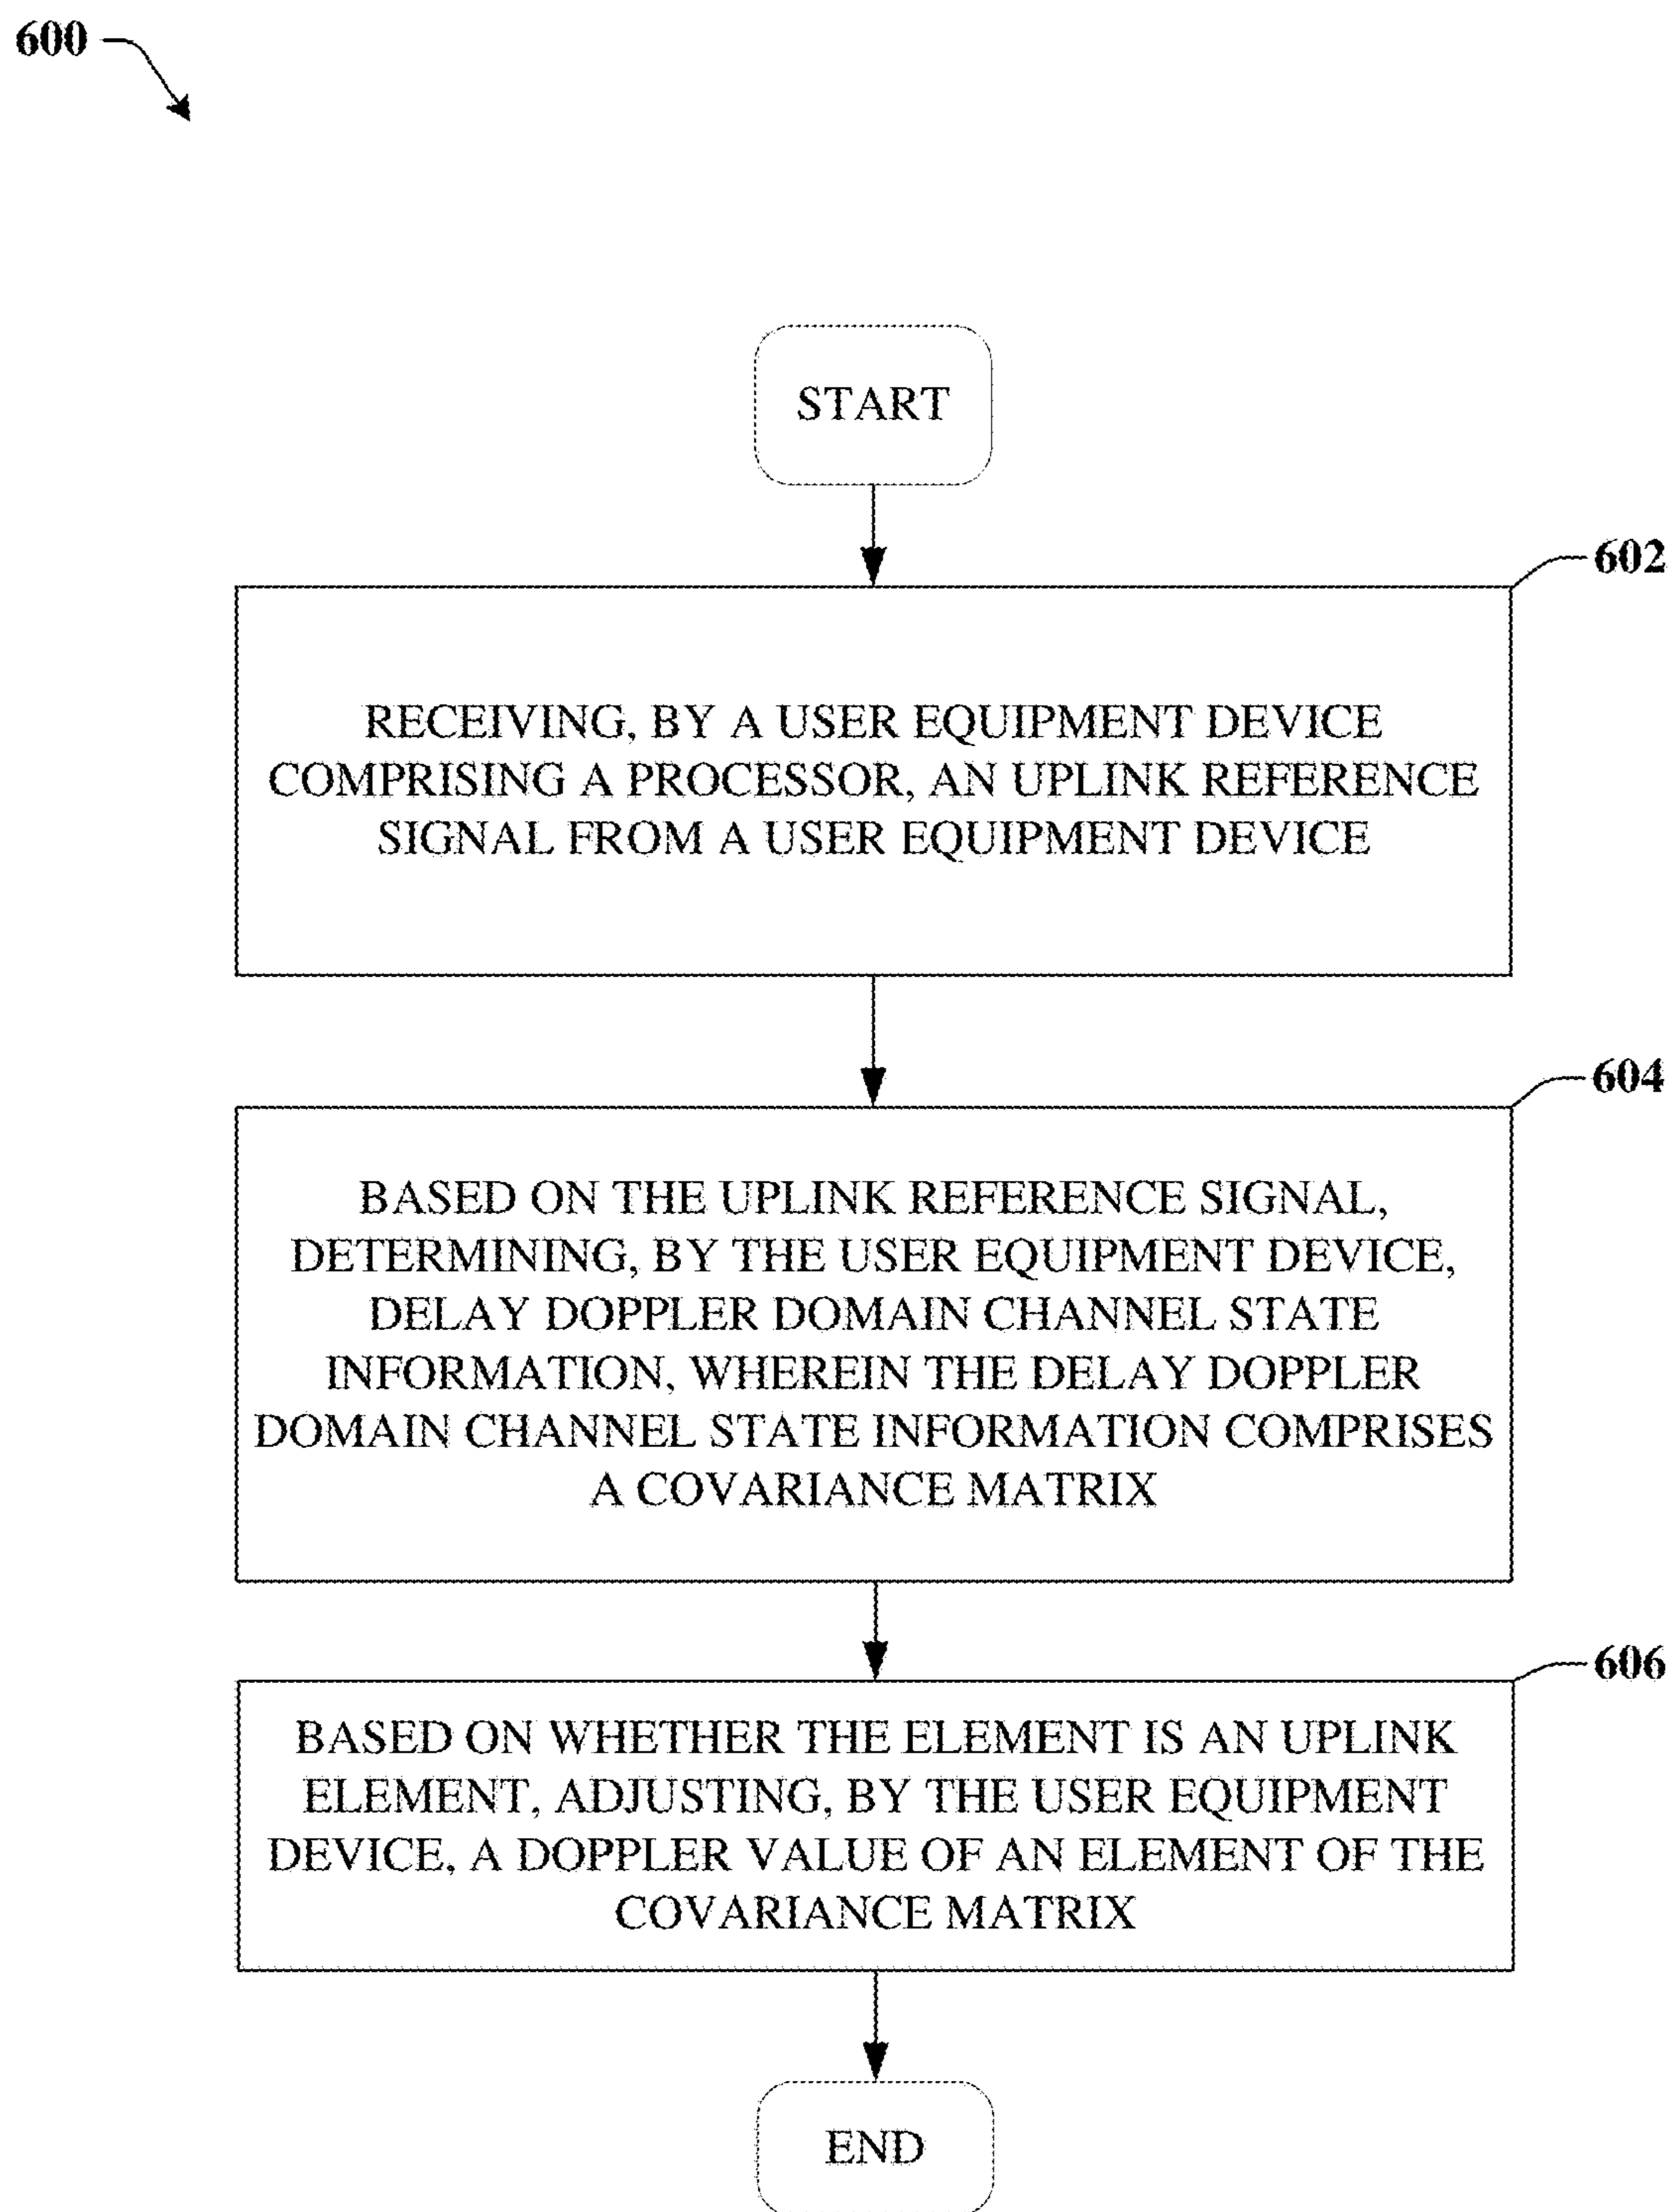 600
START
602
RECEIVING, BY A USER EQUIPMENT DEVICE
COMPRISING A PROCESSOR, AN UPLINK REFERENCE
SIGNAL FROM A USER EQUIPMENT DEVICE
604
BASED ON THE UPLINK REFERENCE SIGNAL,
DETERMINING, BY THE USER EQUIPMENT DEVICE,
DELAY DOPPLER DOMAIN CHANNEL STATE
INFORMATION, WHEREIN THE DELAY DOPPLER
DOMAIN CHANNEL STATE INFORMATION COMPRISES
A COVARIANCE MATRIX
606
BASED ON WHETHER THE ELEMENT IS AN UPLINK
ELEMENT, ADJUSTING, BY THE USER EQUIPMENT
DEVICE, A DOPPLER VALUE OF AN ELEMENT OF THE
COVARIANCE MATRIX
END